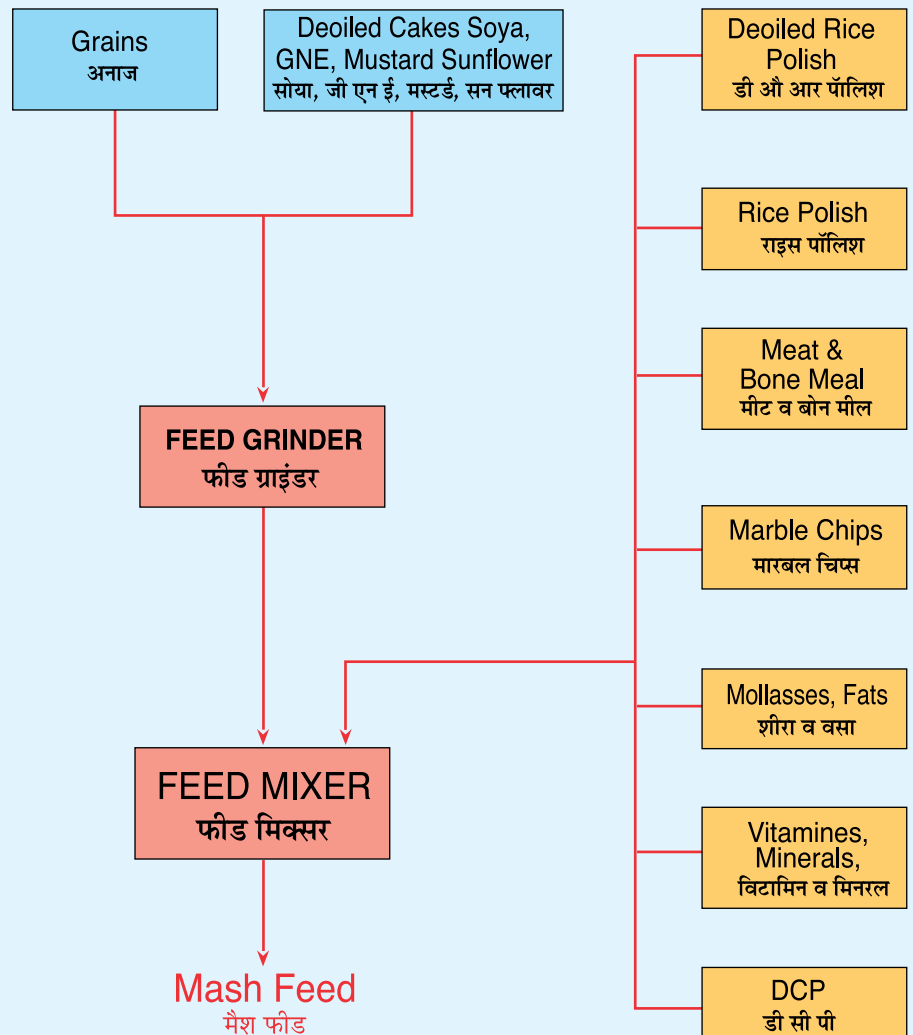 Grains
अनाज
Deoiled Cakes Soya,
GNE, Mustard Sunflower
सोया, जी एन ई, मस्टर्ड, सन फ्लावर
Deoiled Rice
Polish
डी औ आर पॉलिश
Rice Polish
राइस पॉलिश
Meat &
Bone Meal
मीट व बोन मील
FEED GRINDER
फीड ग्राइंडर
Marble Chips
मारबल चिप्स
Mollasses, Fats
शीरा व वसा
FEED MIXER
फीड मिक्सर
Vitamines,
Minerals,
विटामिन व मिनरल
Mash Feed
मैश फीड
DCP
डी सी पी